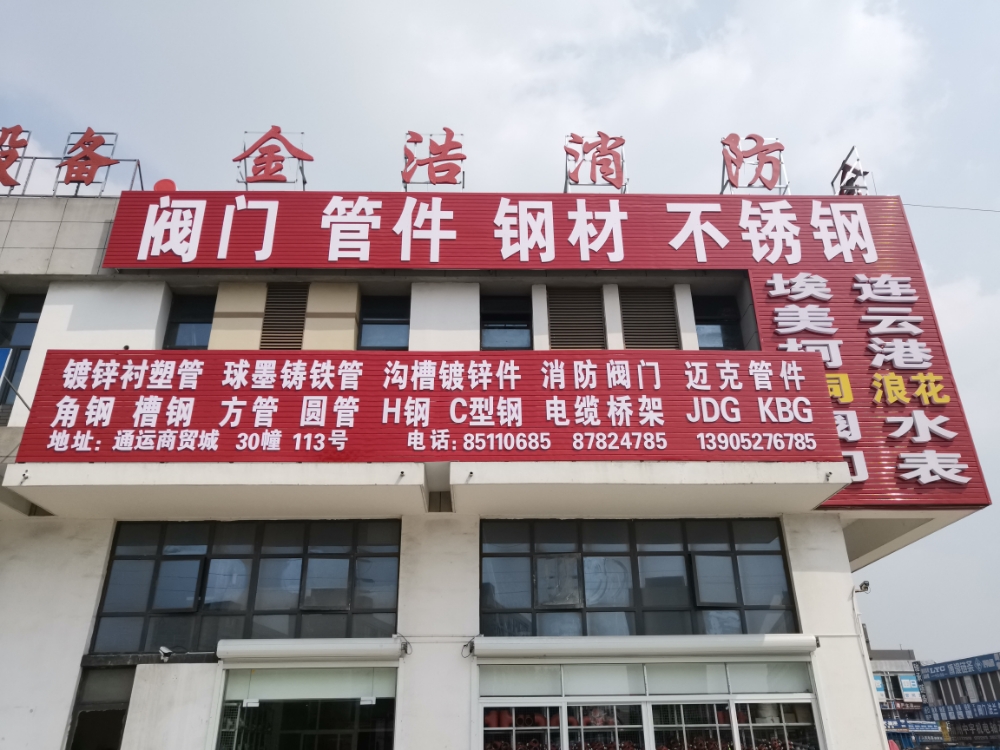 设备 金浩消防
阀门 管件 钢材 不锈钢
连云港
浪花
水表
埃美柯
阀门
镀锌衬塑管 球墨铸铁管 沟槽镀锌件 消防阀门 迈克管件
角钢 槽钢 方管 圆管 H钢 C型钢 电缆桥架 JDG KBG
地址：通运商贸城 30幢 113号 电话：85110685 87824785 13905276785